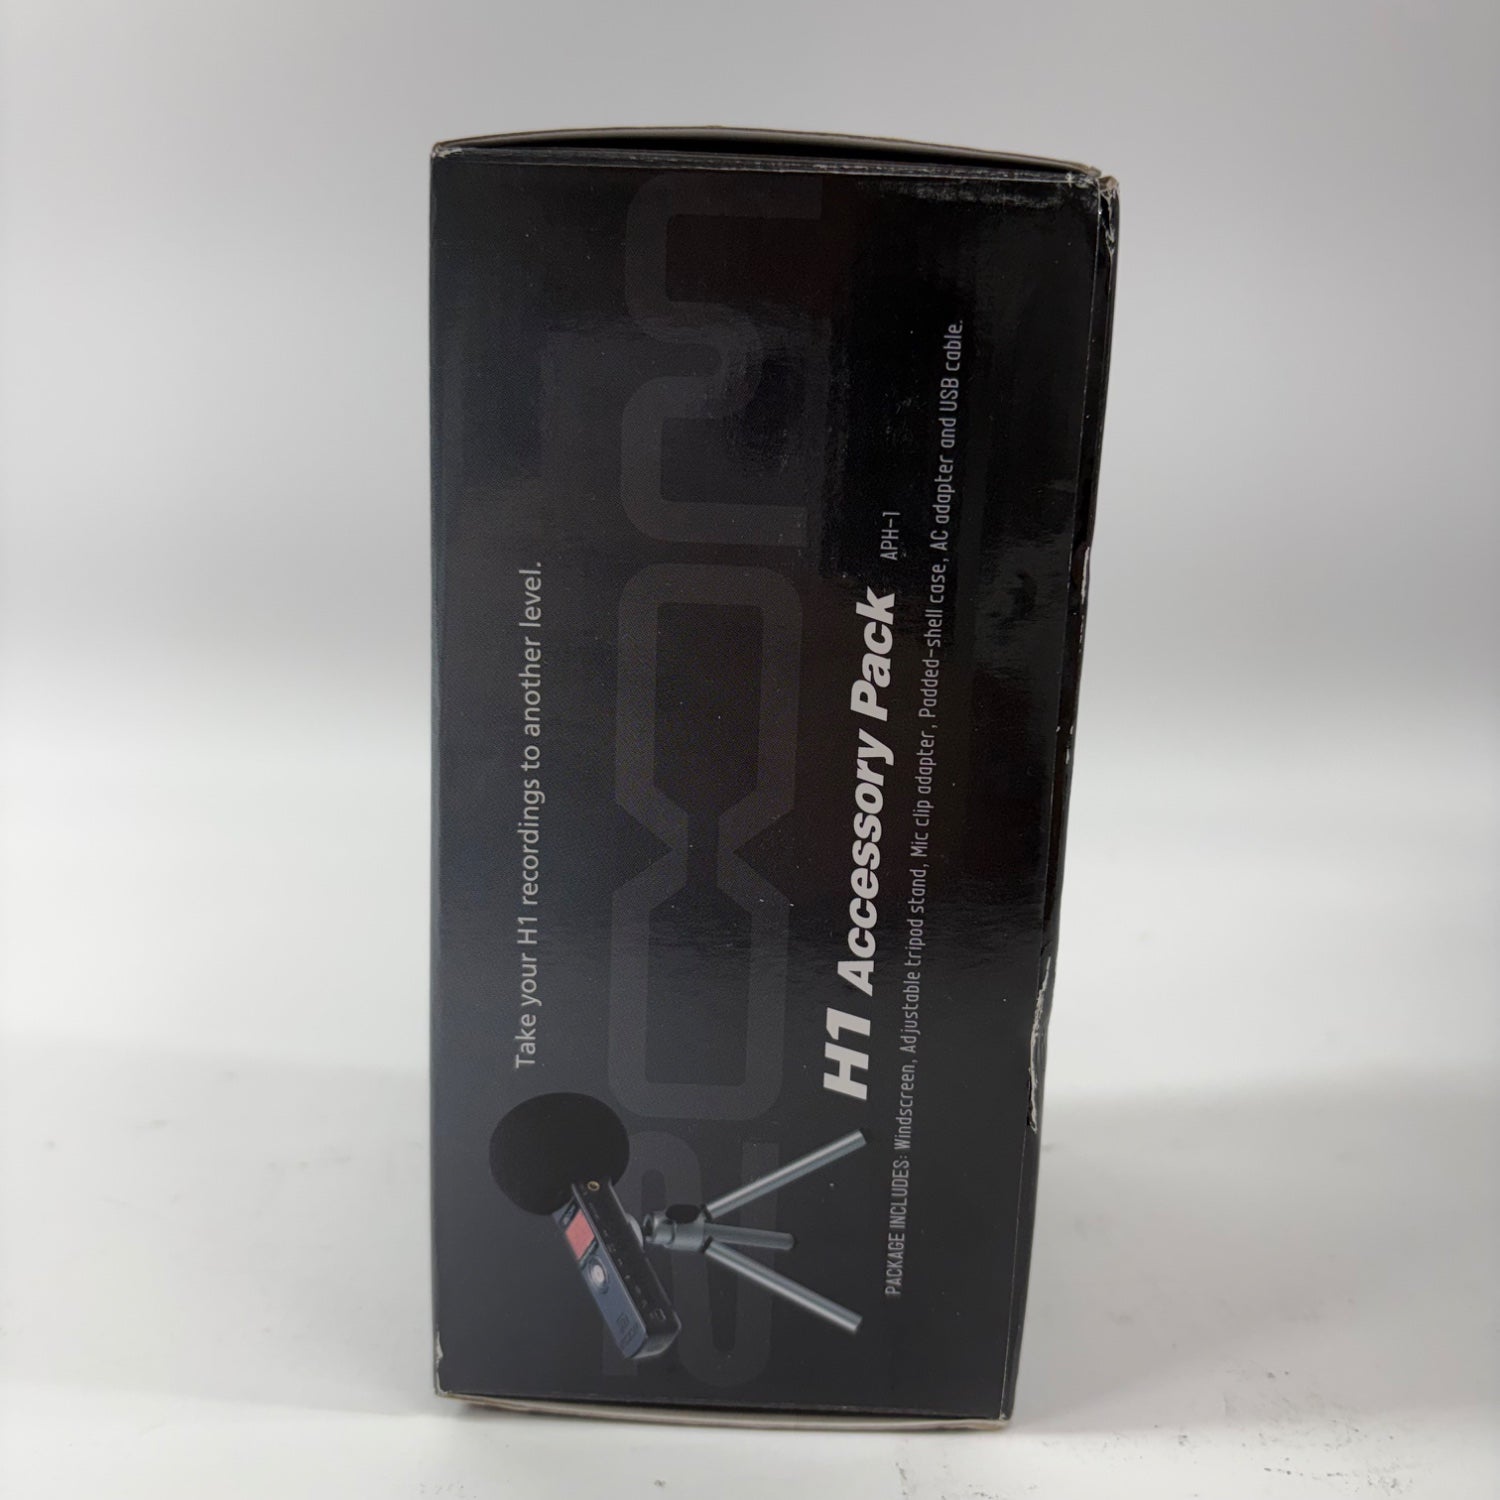 Take your H1 recordings to another level.
zoom
H1 Accessory Pack APH-1
PACKAGE INCLUDES: Windscreen, Adjustable tripod stand, Mic clip adapter, Padded-shell case, AC adapter and USB cable.